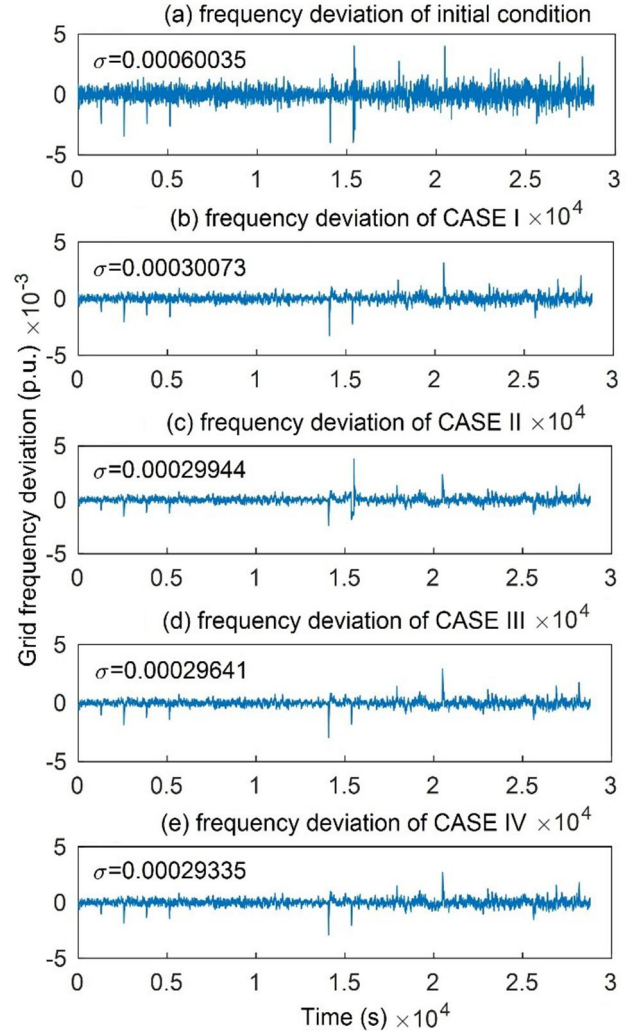 (a) frequency deviation of initial condition
5
σ=0.00060035
0
-5
0 0.5 1 1.5 2 2.5 3
(b) frequency deviation of CASE I ×10⁴
5
σ=0.00030073
0
-5
0 0.5 1 1.5 2 2.5 3
(c) frequency deviation of CASE II ×10⁴
5
σ=0.00029944
0
-5
0 0.5 1 1.5 2 2.5 3
(d) frequency deviation of CASE III ×10⁴
5
σ=0.00029641
0
-5
0 0.5 1 1.5 2 2.5 3
(e) frequency deviation of CASE IV ×10⁴
5
σ=0.00029335
0
-5
0 0.5 1 1.5 2 2.5 3
Time (s) ×10⁴
Grid frequency deviation (p.u.) ×10⁻³